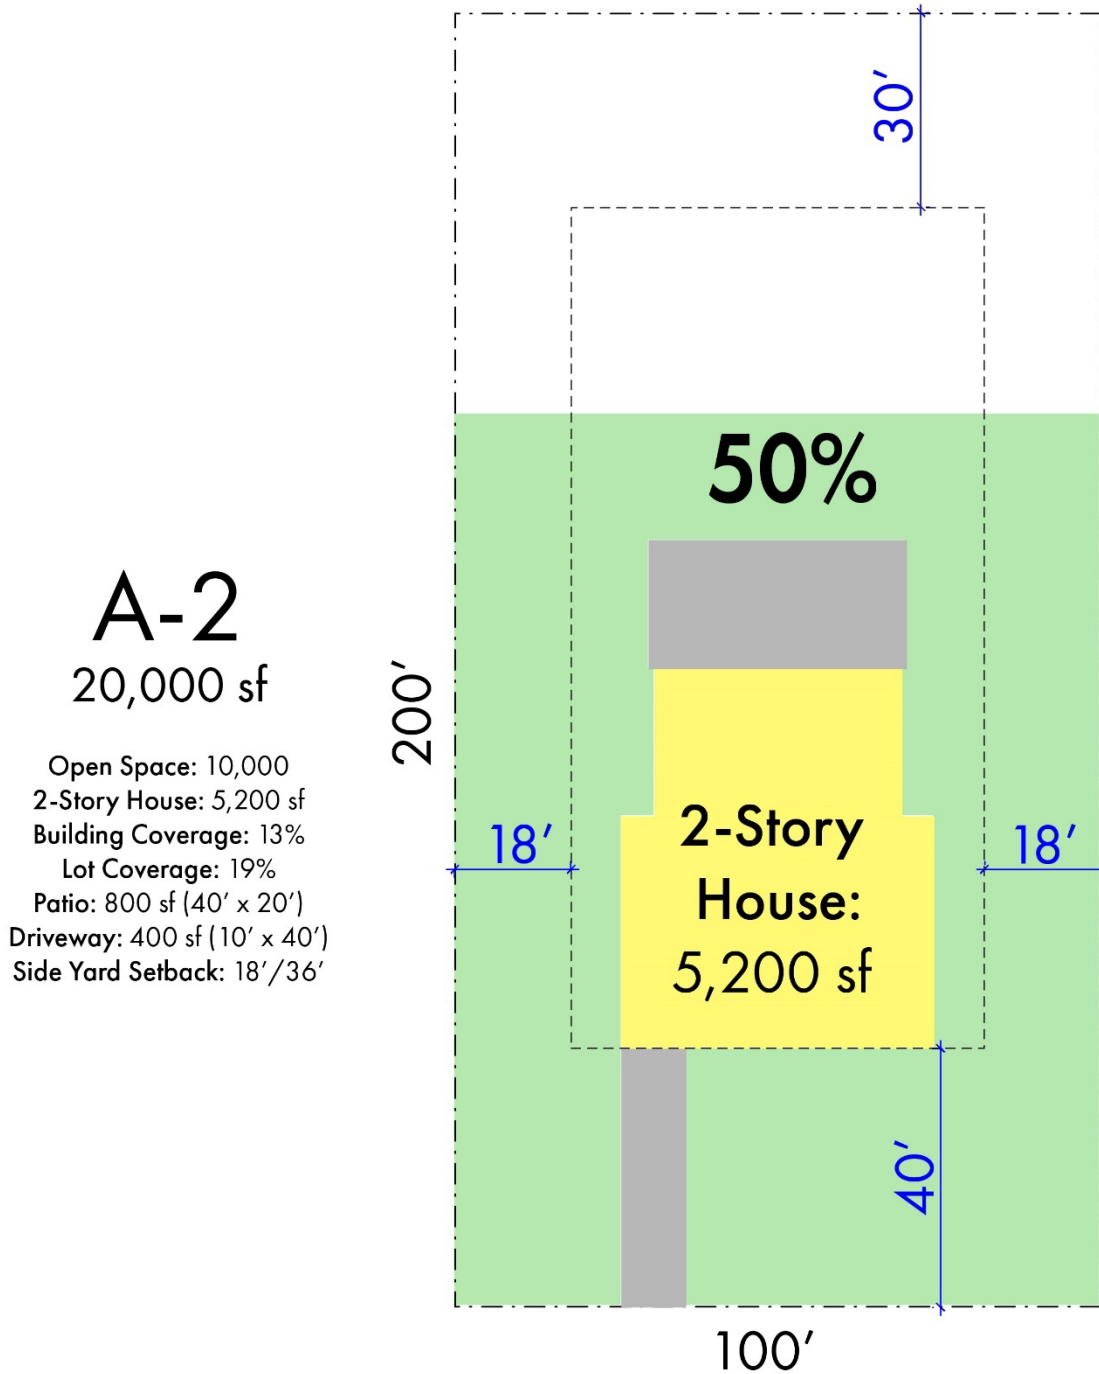 A-2
20,000 sf
Open Space: 10,000
2-Story House: 5,200 sf
Building Coverage: 13%
Lot Coverage: 19%
Patio: 800 sf (40' x 20')
Driveway: 400 sf (10' x 40')
Side Yard Setback: 18'/36'
200'
30'
50%
18'
18'
2-Story
House:
5,200 sf
40'
100'